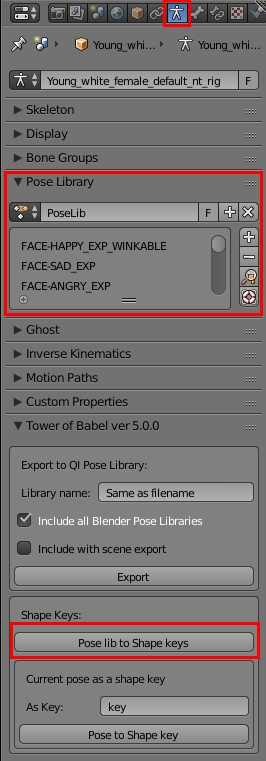 Young_whi... Young_wh...
Young_white_female_default_nt_rig F
Skeleton
Display
Bone Groups
Pose Library
PoseLib F
FACE-HAPPY_EXP_WINKABLE
FACE-SAD_EXP
FACE-ANGRY_EXP
Ghost
Inverse Kinematics
Motion Paths
Custom Properties
Tower of Babel ver 5.0.0
Export to QI Pose Library:
Library name: Same as filename
Include all Blender Pose Libraries
Include with scene export
Export
Shape Keys:
Pose lib to Shape keys
Current pose as a shape key
As Key: key
Pose to Shape key